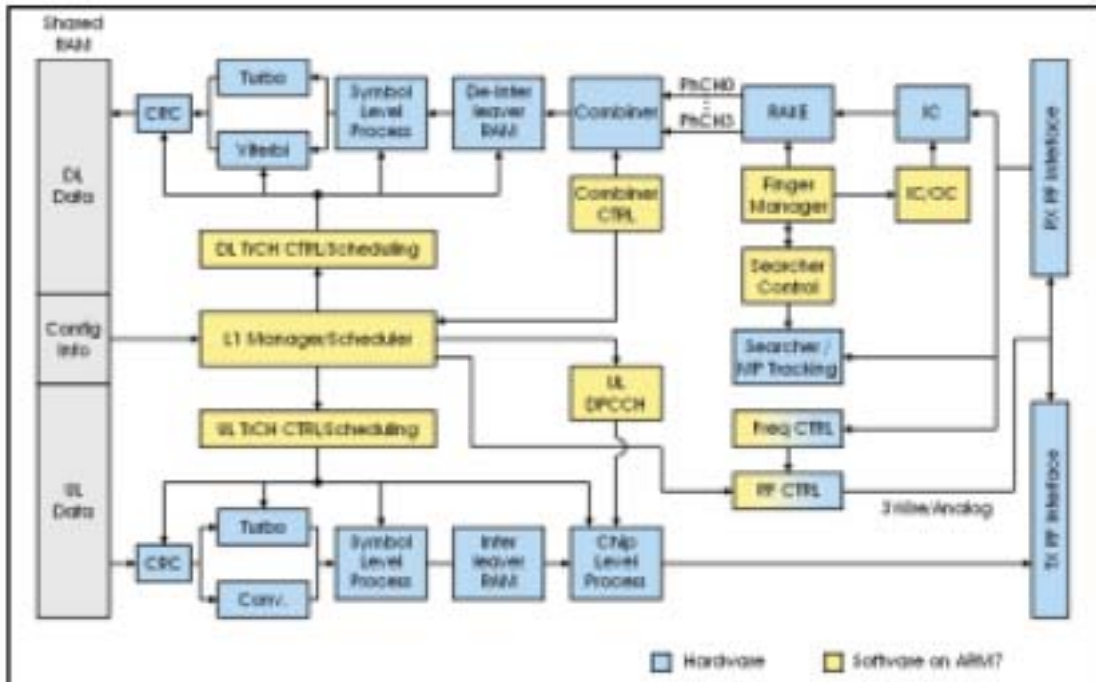 Shared
RAM
DL
Data
Config
Info
UL
Data
CRC
Turbo
Viterbi
Symbol
Level
Process
De-Inter
leaver
RAM
Combiner
PhCH0
PhCH3
RAKE
IC
RX RF Interface
Combiner
CTRL
Finger
Manager
DL TrCH CTRL/Scheduling
Searcher
Control
L1 Manager/Scheduler
Searcher /
MP Tracking
UL
DPCCH
UL TrCH CTRL/Scheduling
Freq CTRL
RF CTRL
3 Wire/Analog
TX RF Interface
CRC
Turbo
Conv.
Symbol
Level
Process
Inter
leaver
RAM
Chip
Level
Process
Hardware
Software on ARM7